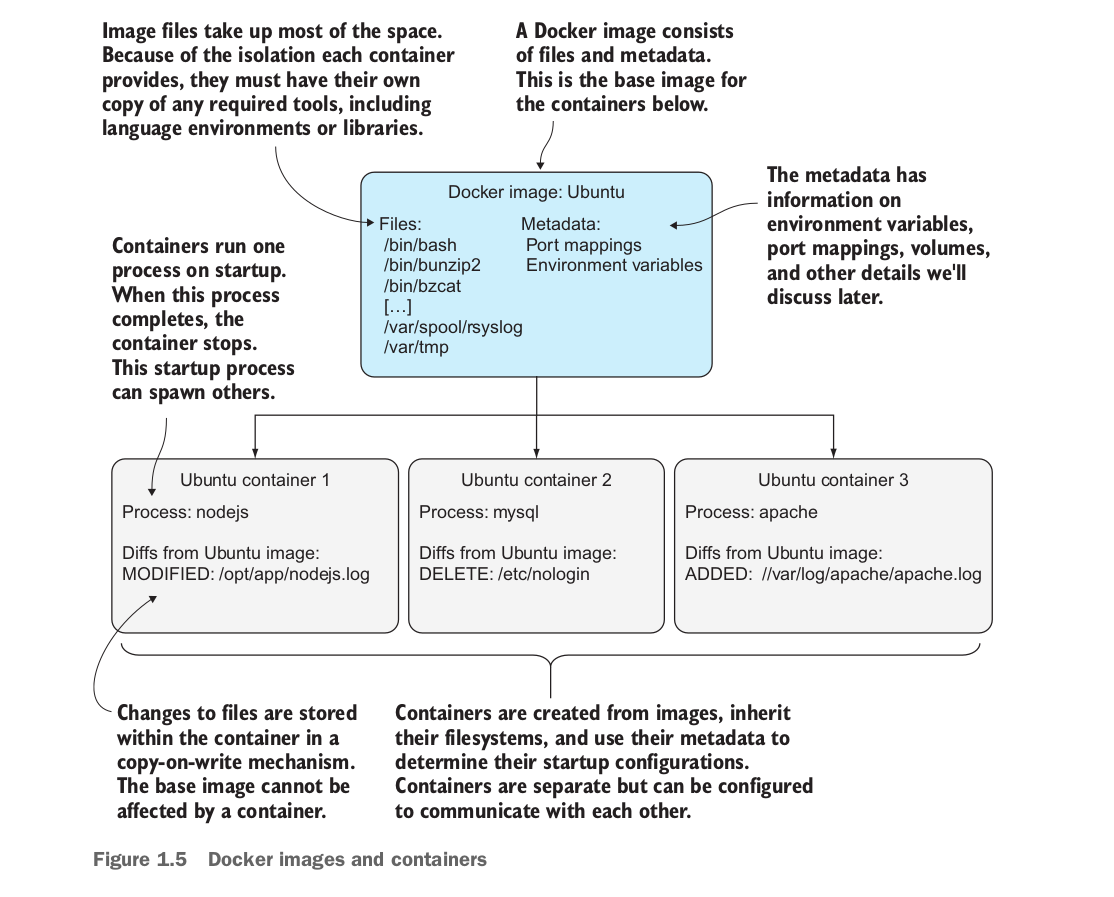 Image files take up most of the space.
Because of the isolation each container
provides, they must have their own
copy of any required tools, including
language environments or libraries.
A Docker image consists
of files and metadata.
This is the base image for
the containers below.
The metadata has
information on
environment variables,
port mappings, volumes,
and other details we'll
discuss later.
Docker image: Ubuntu
Files:
/bin/bash
/bin/bunzip2
/bin/bzcat
[…]
/var/spool/rsyslog
/var/tmp
Metadata:
Port mappings
Environment variables
Containers run one
process on startup.
When this process
completes, the
container stops.
This startup process
can spawn others.
Ubuntu container 1
Process: nodejs
Diffs from Ubuntu image:
MODIFIED: /opt/app/nodejs.log
Ubuntu container 2
Process: mysql
Diffs from Ubuntu image:
DELETE: /etc/nologin
Ubuntu container 3
Process: apache
Diffs from Ubuntu image:
ADDED: //var/log/apache/apache.log
Changes to files are stored
within the container in a
copy-on-write mechanism.
The base image cannot be
affected by a container.
Containers are created from images, inherit
their filesystems, and use their metadata to
determine their startup configurations.
Containers are separate but can be configured
to communicate with each other.
Figure 1.5 Docker images and containers